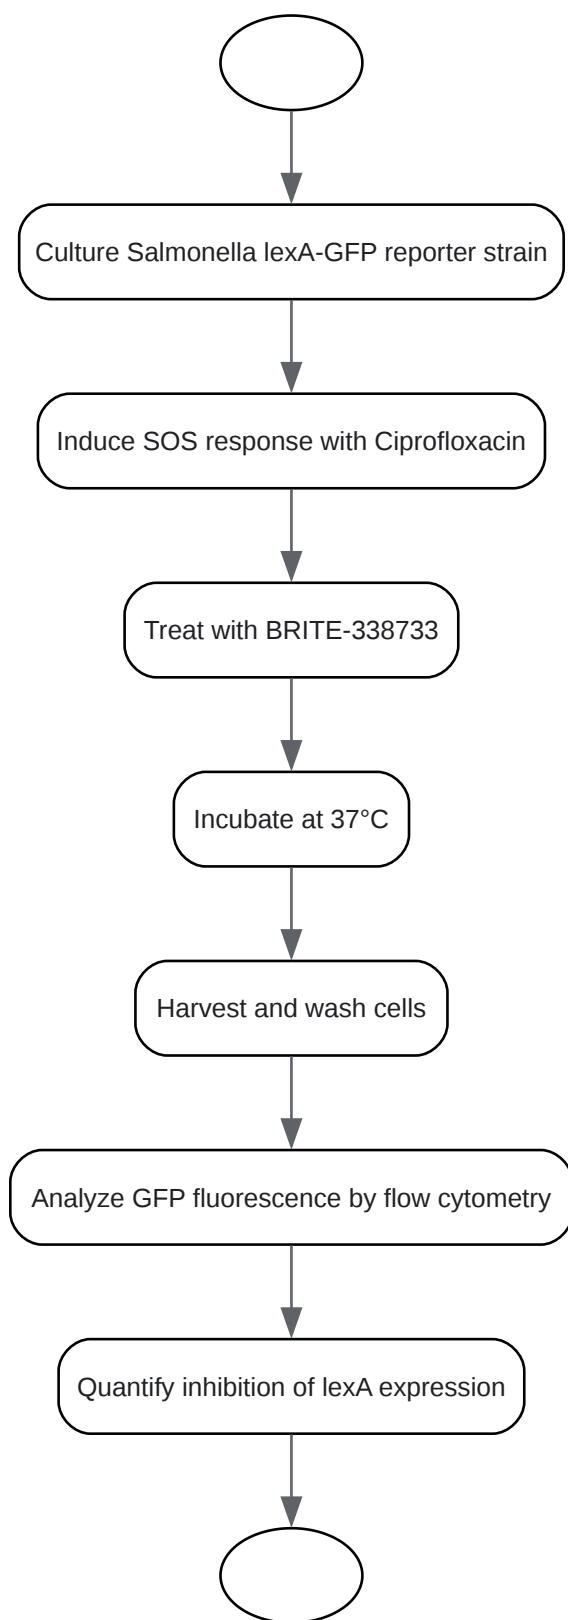 Culture Salmonella lexA-GFP reporter strain
Induce SOS response with Ciprofloxacin
Treat with BRITE-338733
Incubate at 37°C
Harvest and wash cells
Analyze GFP fluorescence by flow cytometry
Quantify inhibition of lexA expression